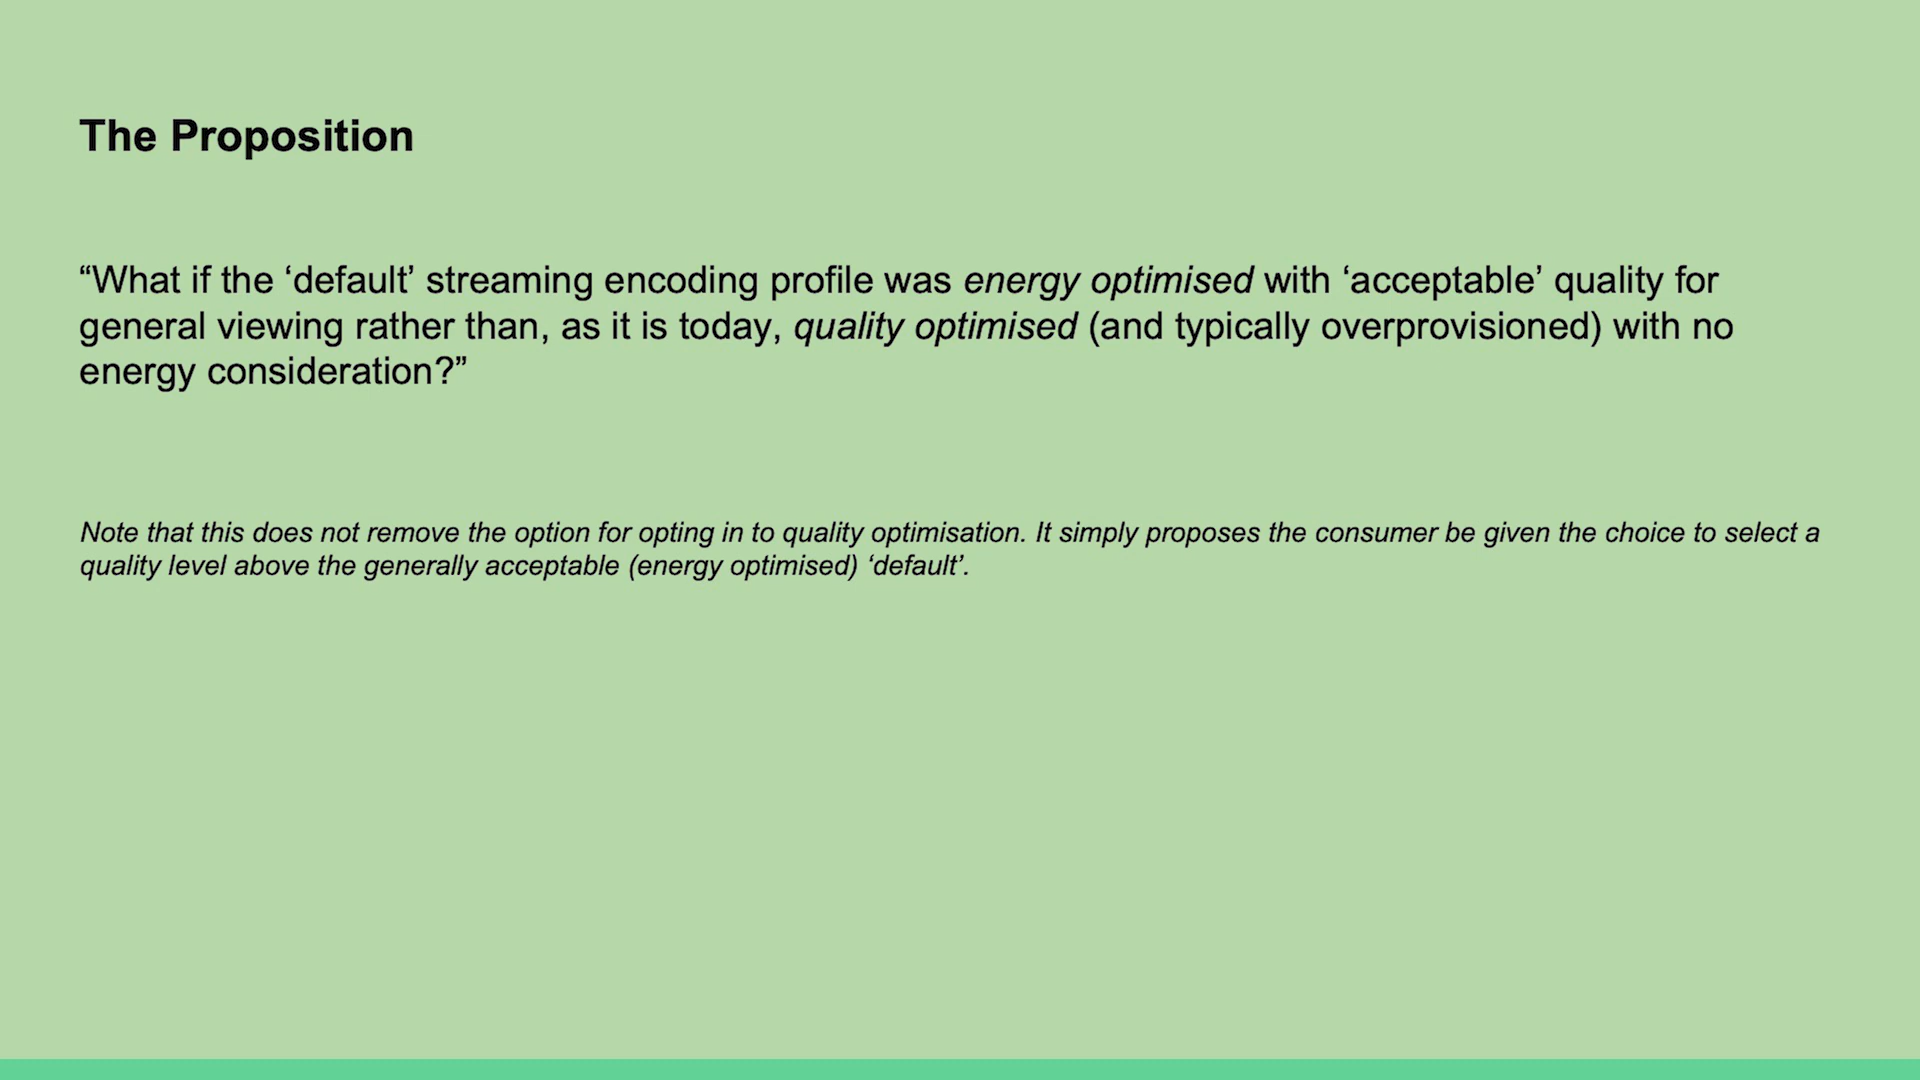 The Proposition
“What if the ‘default’ streaming encoding profile was energy optimised with ‘acceptable’ quality for
general viewing rather than, as it is today, quality optimised (and typically overprovisioned) with no
energy consideration?”
Note that this does not remove the option for opting in to quality optimisation. It simply proposes the consumer be given the choice to select a
quality level above the generally acceptable (energy optimised) ‘default’.